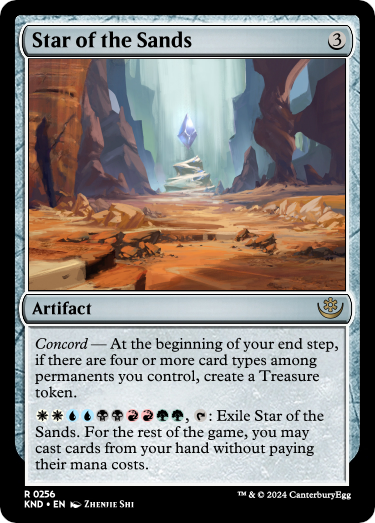 Star of the Sands 3
Artifact
Concord — At the beginning of your end step,
if there are four or more card types among
permanents you control, create a Treasure
token.
, : Exile Star of the
Sands. For the rest of the game, you may
cast cards from your hand without paying
their mana costs.
R 0256
KND • EN Zhenjie Shi
™ & © 2024 CanterburyEgg